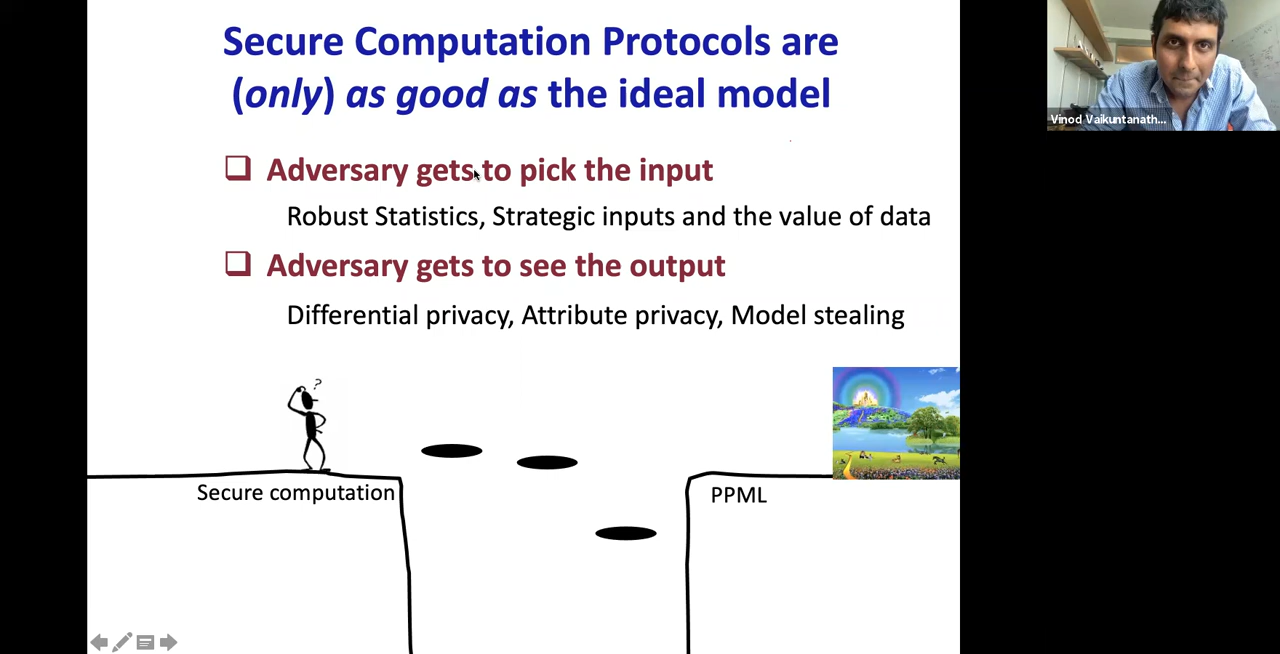 Secure Computation Protocols are
(only) as good as the ideal model
Vinod Vaikuntanath...
Adversary gets to pick the input
Robust Statistics, Strategic inputs and the value of data
Adversary gets to see the output
Differential privacy, Attribute privacy, Model stealing
?
Secure computation
PPML